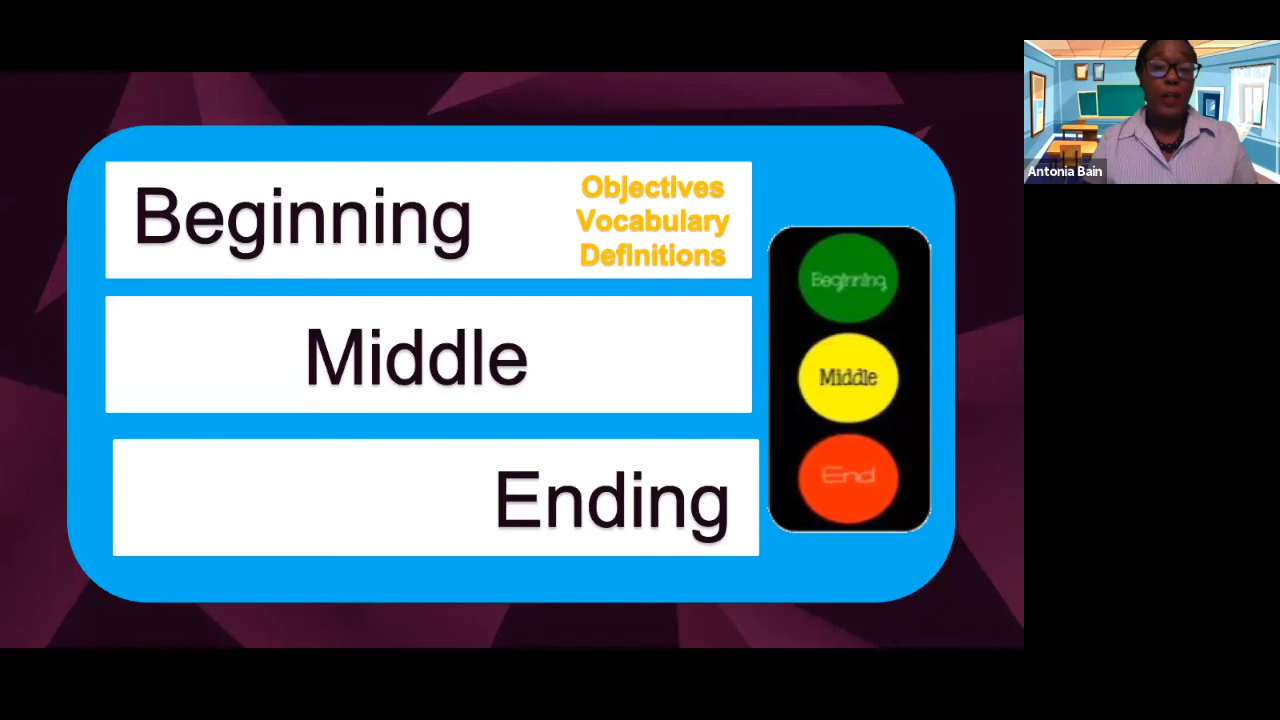 Beginning
Objectives
Vocabulary
Definitions
Middle
Ending
Beginning
Middle
End
Antonia Bain